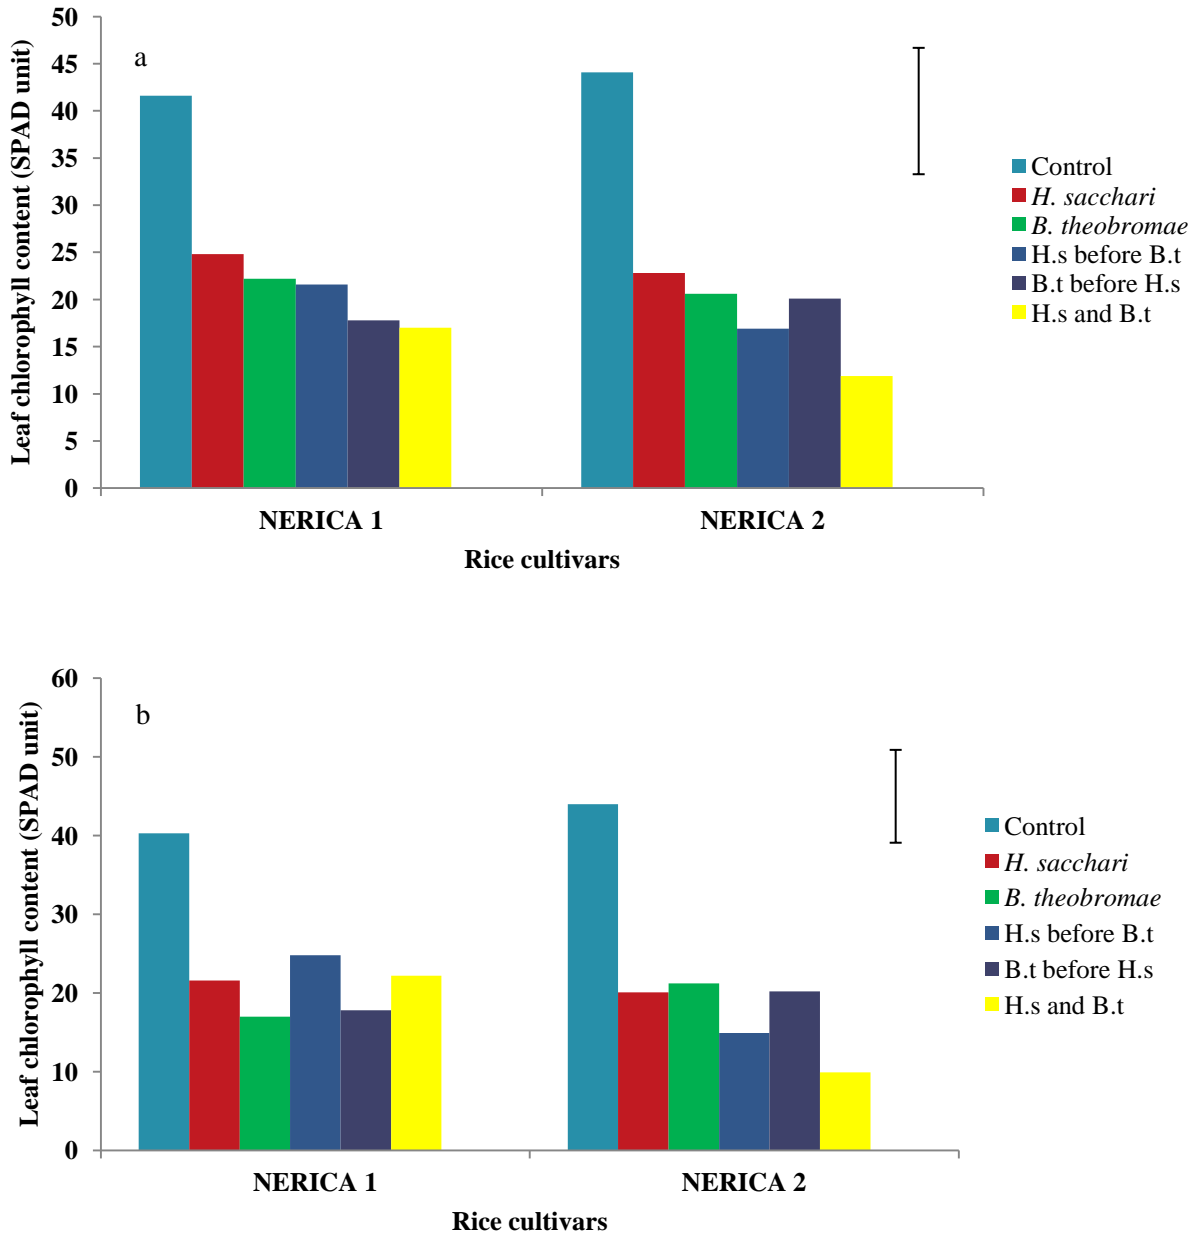 50
45
40
35
30
25
20
15
10
5
0
Leaf chlorophyll content (SPAD unit)
a
NERICA 1
NERICA 2
Rice cultivars
Control
H. sacchari
B. theobromae
H.s before B.t
B.t before H.s
H.s and B.t
60
50
40
30
20
10
0
Leaf chlorophyll content (SPAD unit)
b
NERICA 1
NERICA 2
Rice cultivars
Control
H. sacchari
B. theobromae
H.s before B.t
B.t before H.s
H.s and B.t